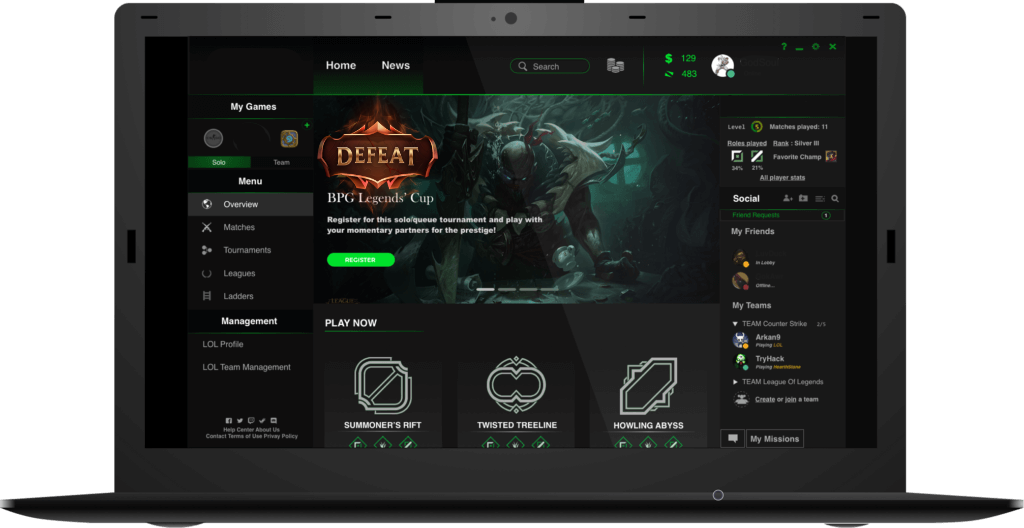 Home
News
Search
129
483
?
My Games
Solo
Team
Menu
Overview
Matches
Tournaments
Leagues
Ladders
Management
LOL Profile
LOL Team Management
Help Center About Us
Contact Terms of Use Privay Policy
DEFEAT
BPG Legends' Cup
Register for this solo/queue tournament and play with
your momentary partners for the prestige!
REGISTER
LEAGUE
PLAY NOW
SUMMONER'S RIFT
TWISTED TREELINE
HOWLING ABYSS
Level 5 Matches played: 11
Roles played Rank : Silver III
34% 21% Favorite Champ
All player stats
Social
Friend Requests 1
My Friends
In Lobby
Offline...
My Teams
TEAM Counter Strike 2/5
Arkan9
Playing LOL
TryHack
Playing Hearthstone
TEAM League Of Legends
Create or join a team
My Missions